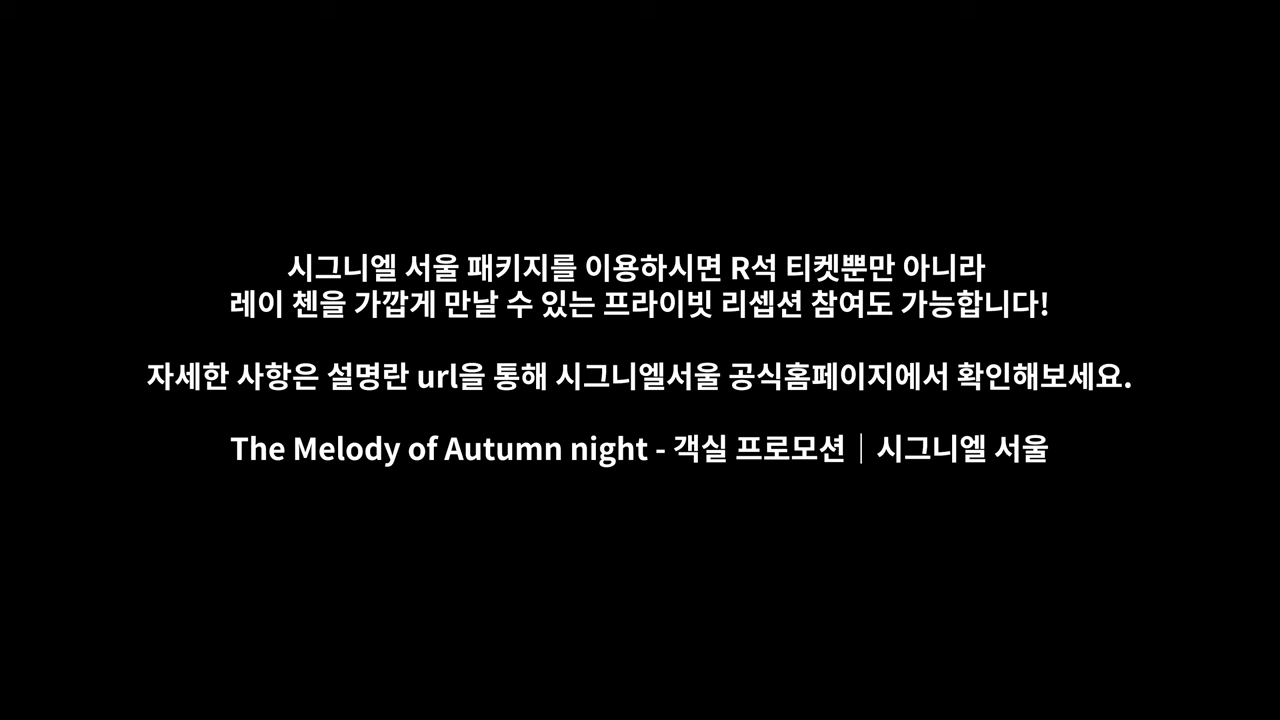 시그니엘 서울 패키지를 이용하시면 R석 티켓뿐만 아니라
레이 첸을 가깝게 만날 수 있는 프라이빗 리셉션 참여도 가능합니다!
자세한 사항은 설명란 url을 통해 시그니엘서울 공식홈페이지에서 확인해보세요.
The Melody of Autumn night - 객실 프로모션│시그니엘 서울